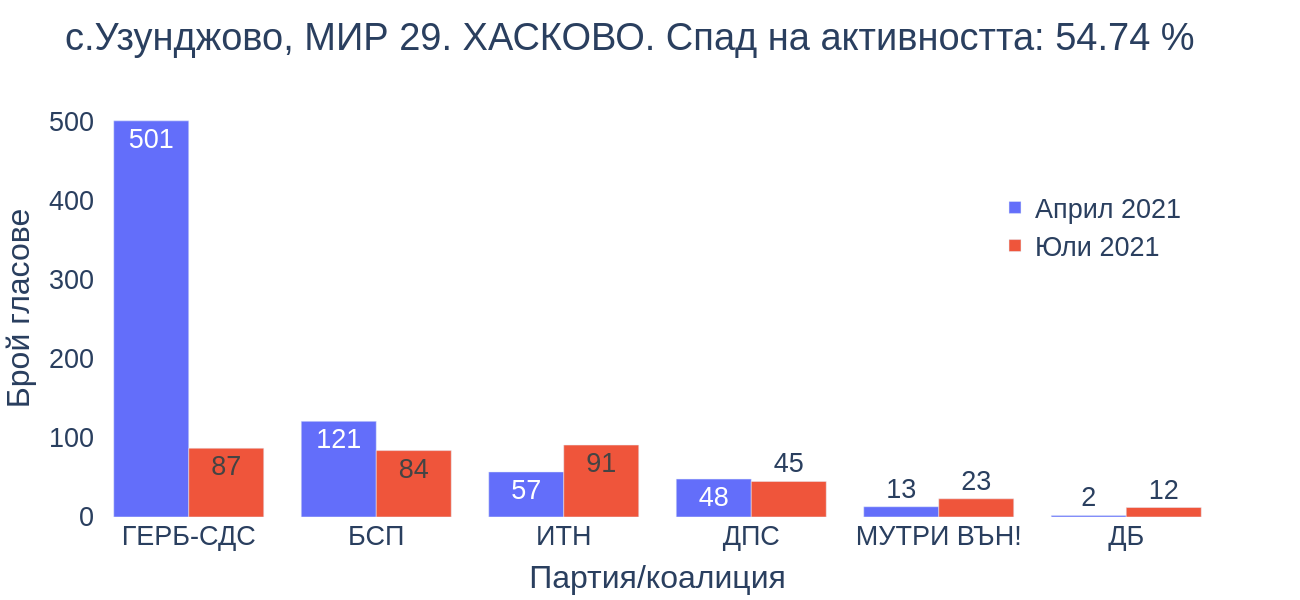 с.Узунджово, МИР 29. ХАСКОВО. Спад на активността: 54.74 %
Брой гласове
500
400
300
200
100
0
501
87
121
84
57
91
48
45
13
23
2
12
Април 2021
Юли 2021
ГЕРБ-СДС
БСП
ИТН
ДПС
МУТРИ ВЪН!
ДБ
Партия/коалиция